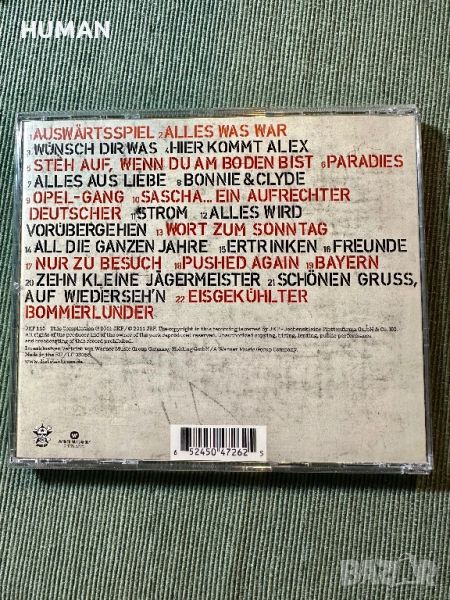 HUMAN
1 AUSWÄRTSSPIEL 2 ALLES WAS WAR
3 WÜNSCH DIR WAS 4 HIER KOMMT ALEX
5 STEH AUF, WENN DU AM BODEN BIST 6 PARADIES
7 ALLES AUS LIEBE 8 BONNIE & CLYDE
9 OPEL-GANG 10 SASCHA... EIN AUFRECHTER
DEUTSCHER 11 STROM 12 ALLES WIRD
VORÜBERGEHEN 13 WORT ZUM SONNTAG
14 ALL DIE GANZEN JAHRE 15 ERTRINKEN 16 FREUNDE
17 NUR ZU BESUCH 18 PUSHED AGAIN 19 BAYERN
20 ZEHN KLEINE JÄGERMEISTER 21 SCHÖNEN GRUSS,
AUF WIEDERSEH'N 22 EISGEKÜHLTER
BOMMERLUNDER
6 52450 47262 5
BAZAR